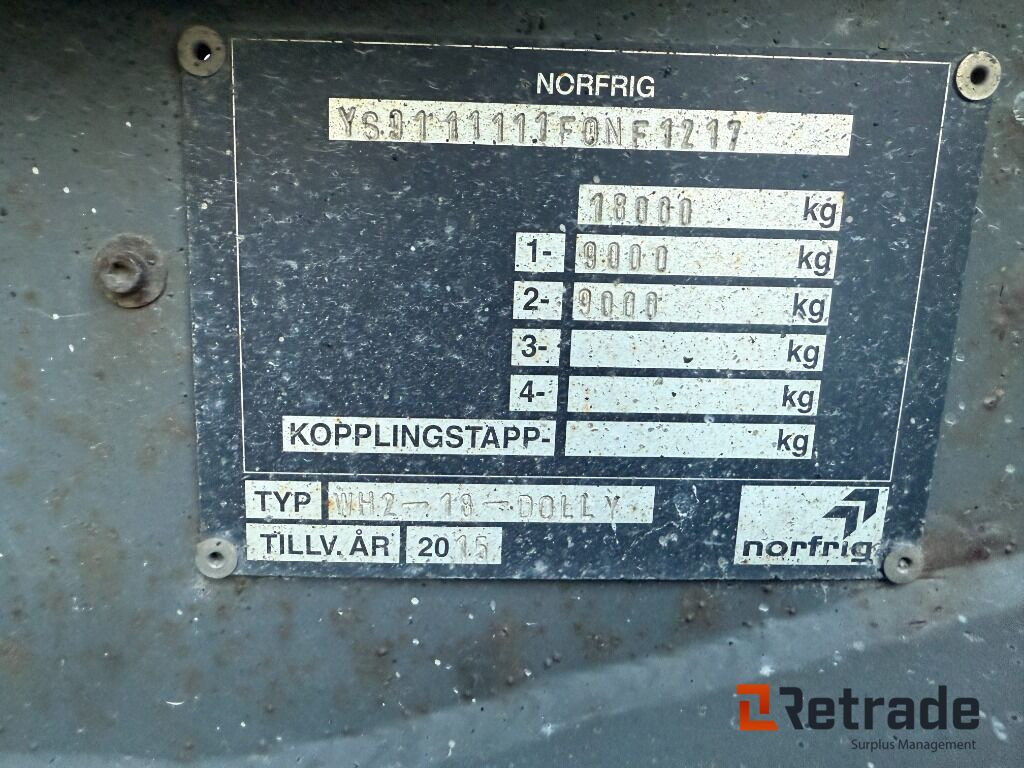 NORFRIG
YS9111111F0NF1217
18000 kg
1- 9000 kg
2- 9000 kg
3- kg
4- kg
KOPPLINGSTAPP- kg
TYP WH2-18-DOLLY
TILLV. ÅR 2015
norfrig
Retrade
Surplus Management